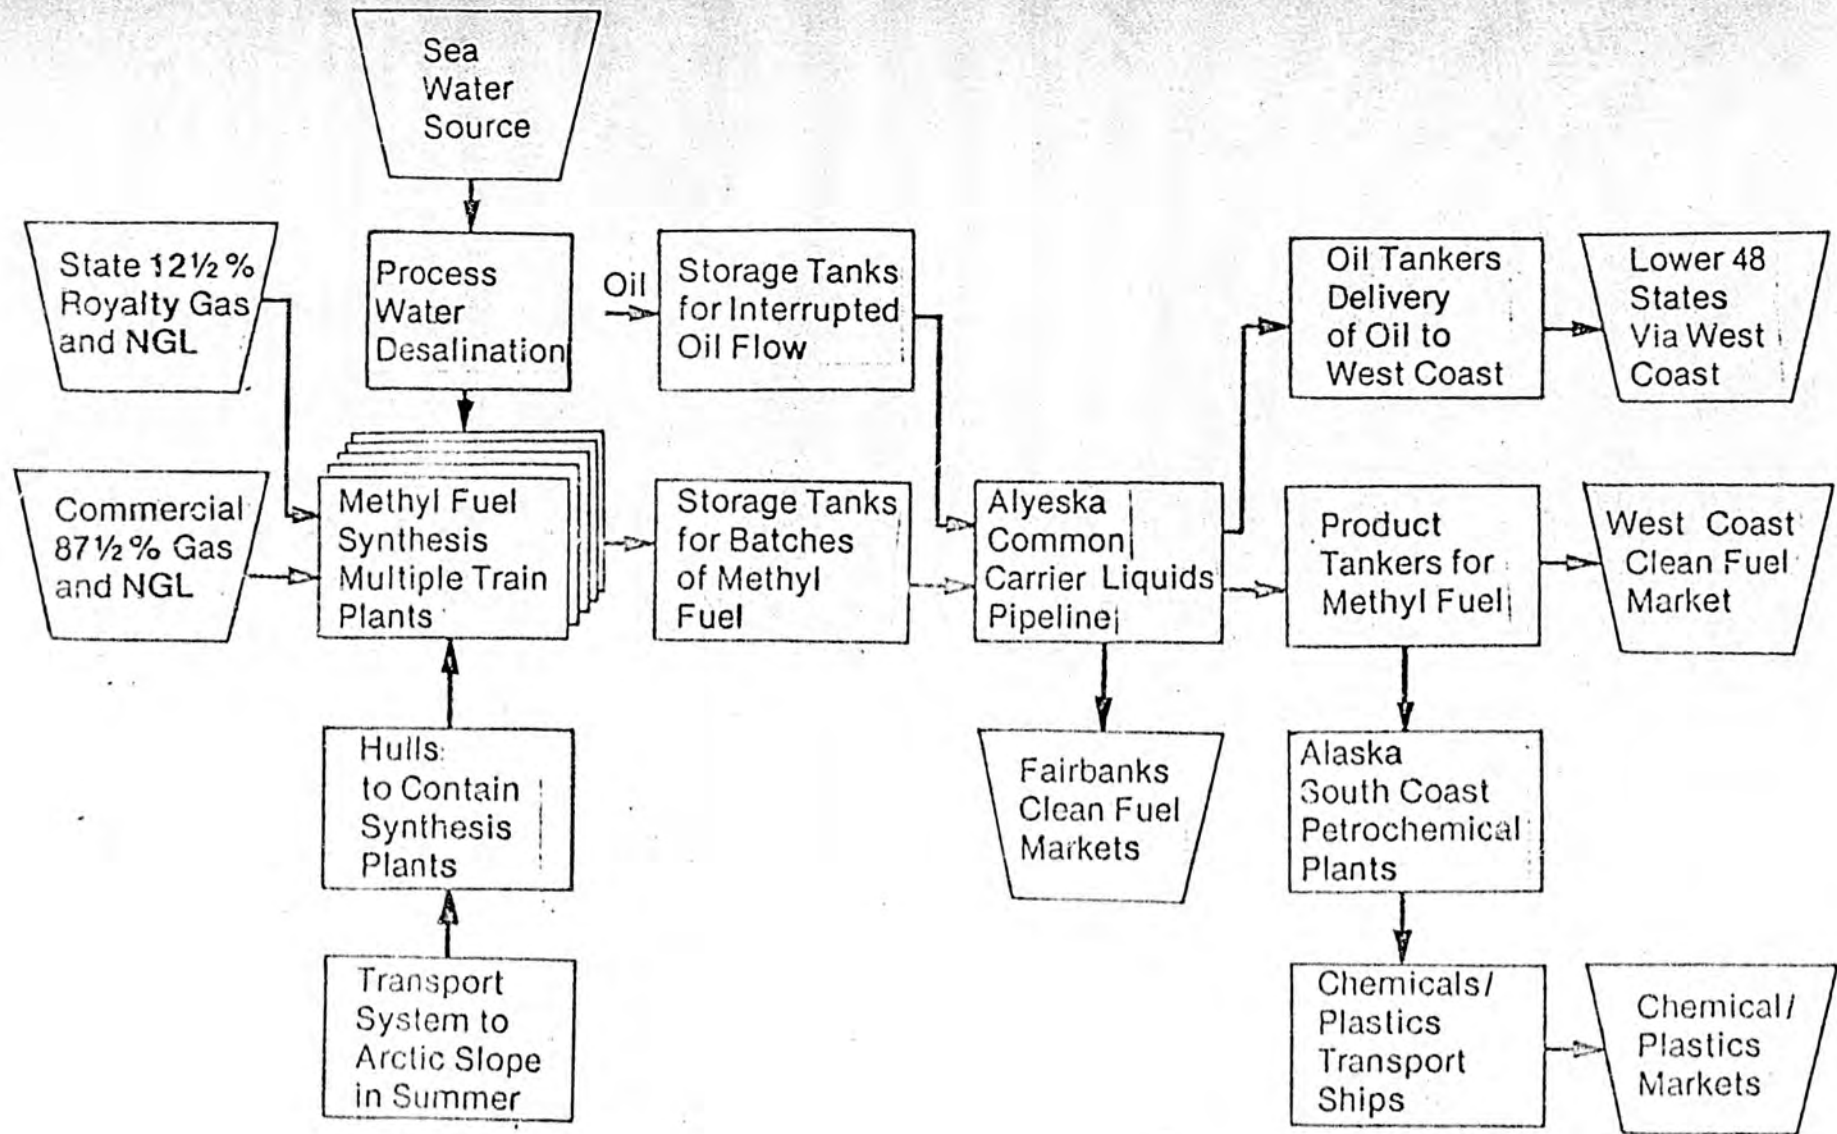 Sea
Water
Source
State 12½%
Royalty Gas
and NGL
Process
Water
Desalination
Oil
Storage Tanks
for Interrupted
Oil Flow
Oil Tankers
Delivery
of Oil to
West Coast
Lower 48
States
Via West
Coast
Commercial
87½% Gas
and NGL
Methyl Fuel
Synthesis
Multiple Train
Plants
Storage Tanks
for Batches
of Methyl
Fuel
Alyeska
Common
Carrier Liquids
Pipeline
Product
Tankers for
Methyl Fuel
West Coast
Clean Fuel
Market
Hulls
to Contain
Synthesis
Plants
Fairbanks
Clean Fuel
Markets
Alaska
South Coast
Petrochemical
Plants
Transport
System to
Arctic Slope
in Summer
Chemicals/
Plastics
Transport
Ships
Chemical/
Plastics
Markets